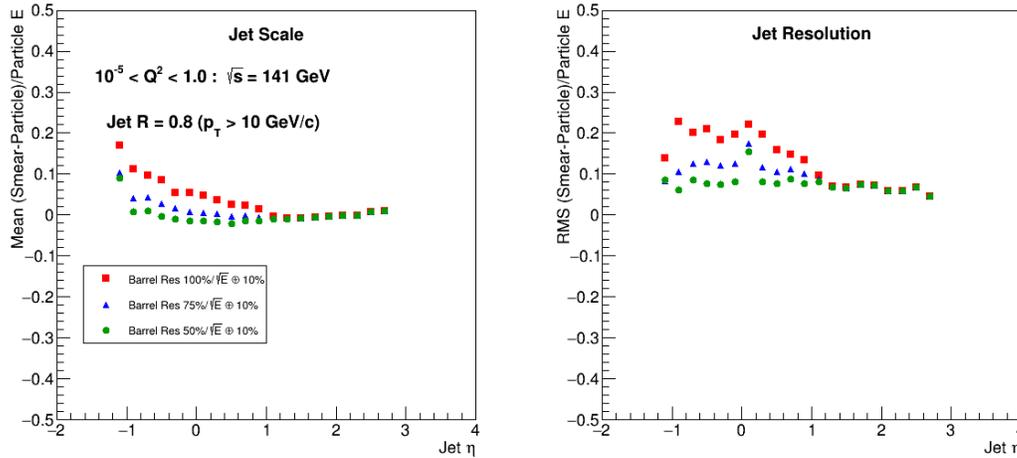 Jet Scale
10⁻⁵ < Q² < 1.0 : √s = 141 GeV
Jet R = 0.8 (p_T > 10 GeV/c)
Mean (Smear-Particle)/Particle E
0.5
0.4
0.3
0.2
0.1
0
−0.1
−0.2
−0.3
−0.4
−0.5
Barrel Res 100%/√E ⊕ 10%
Barrel Res 75%/√E ⊕ 10%
Barrel Res 50%/√E ⊕ 10%
−2 −1 0 1 2 3 4
Jet η
Jet Resolution
RMS (Smear-Particle)/Particle E
0.5
0.4
0.3
0.2
0.1
0
−0.1
−0.2
−0.3
−0.4
−0.5
−2 −1 0 1 2 3 4
Jet η